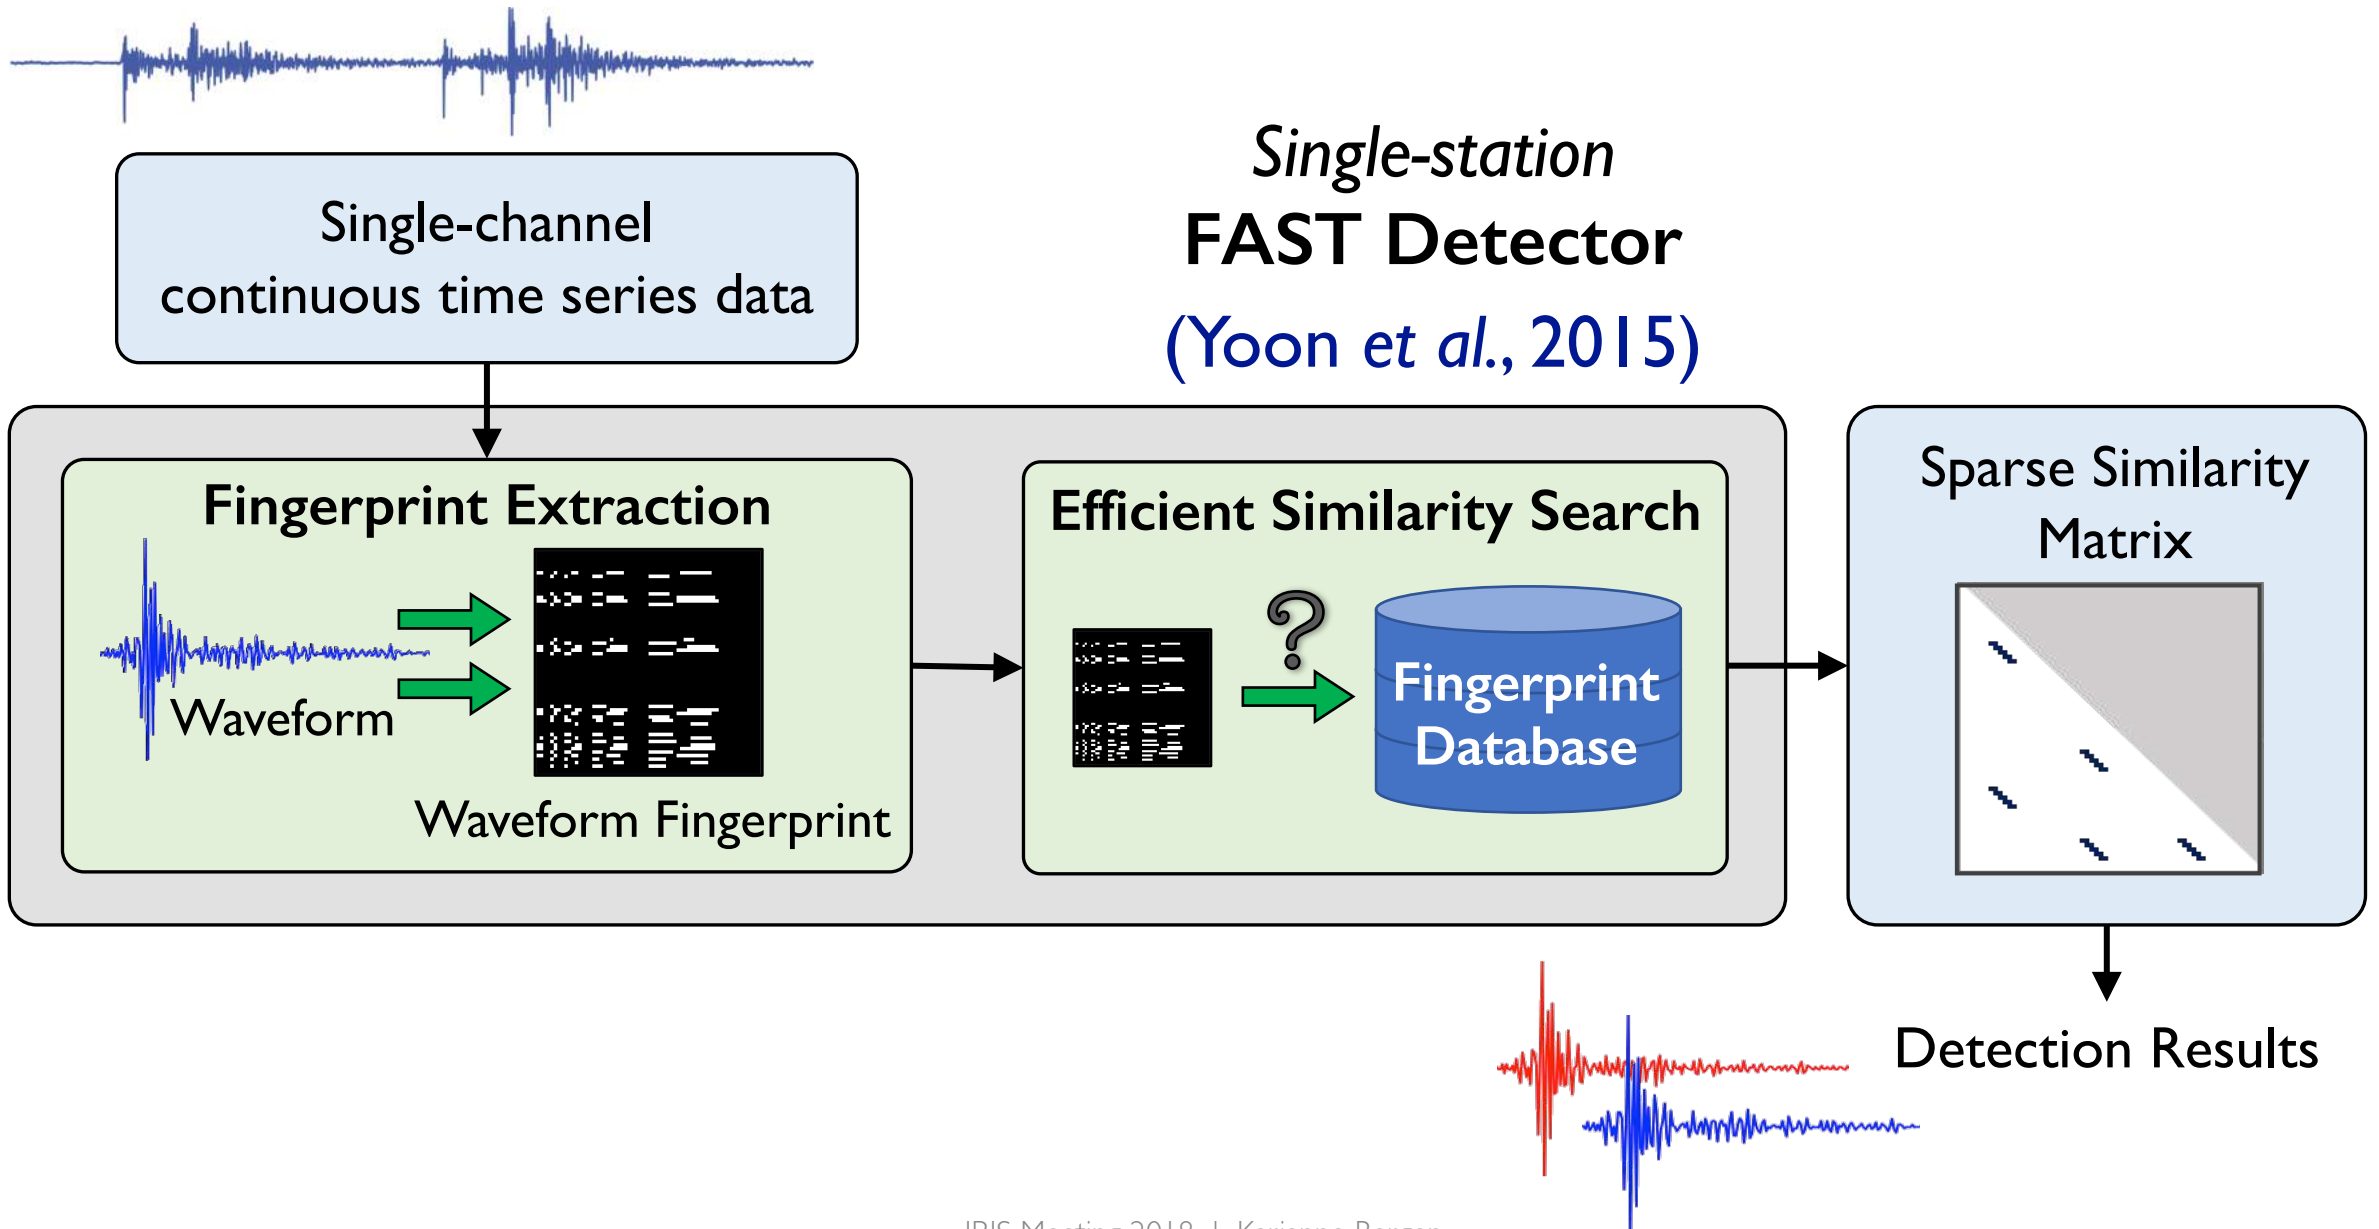 Single-channel
continuous time series data
Single-station
FAST Detector
(Yoon et al., 2015)
Fingerprint Extraction
Waveform
Waveform Fingerprint
Efficient Similarity Search
?
Fingerprint
Database
Sparse Similarity
Matrix
Detection Results